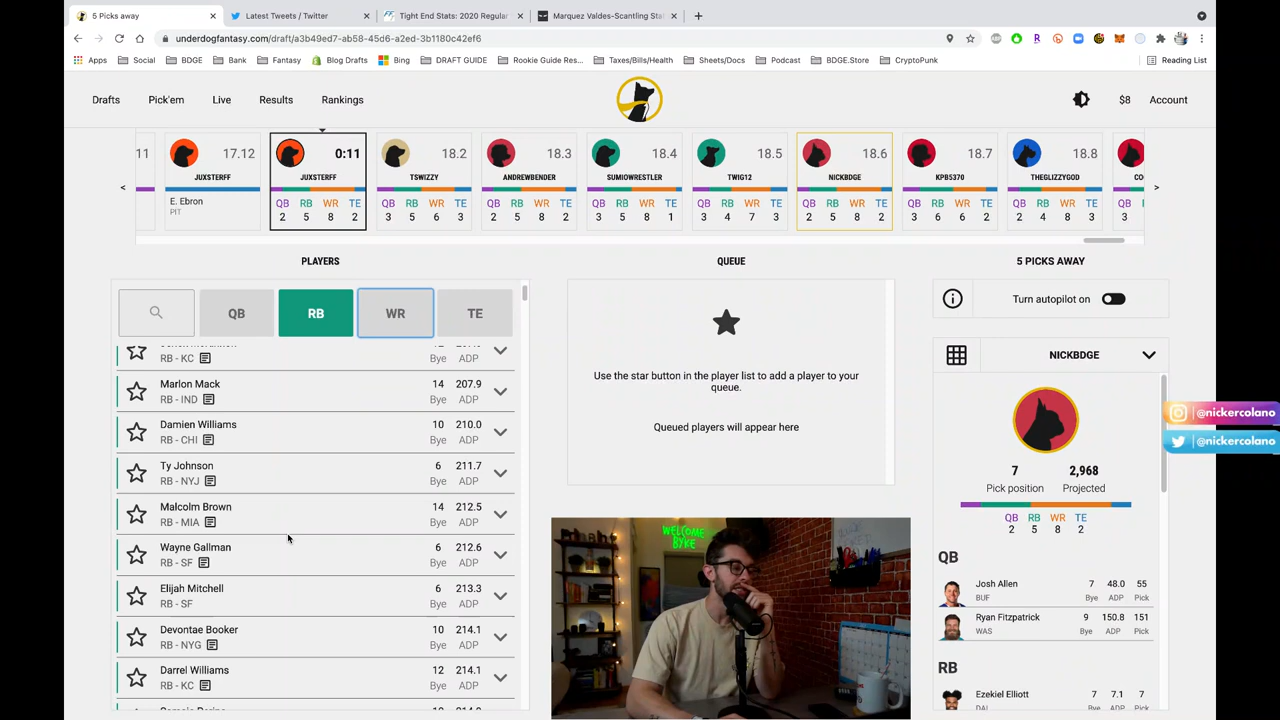 5 Picks away
Latest Tweets / Twitter
Tight End Stats: 2020 Regular
Marquez Valdes-Scantling Sta
underdogfantasy.com/draft/a3b49ed7-ab58-45d6-a2ed-3b1180c42ef6
Apps Social BDGE Bank Fantasy Blog Drafts Bing DRAFT GUIDE Rookie Guide Res... Taxes/Bills/Health Sheets/Docs Podcast BDGE.Store CryptoPunk Reading List
Drafts Pick'em Live Results Rankings $8 Account
11 17.12 0:11 18.2 18.3 18.4 18.5 18.6 18.7 18.8
JUXSTERFF JUXSTERFF TSWIZZY ANDREWBENDER SUMIOWRESTLER TWIG12 NICKBDGE KPB5370 THEGLIZZYGOD CO
E. Ebron QB RB WR TE QB RB WR TE QB RB WR TE QB RB WR TE QB RB WR TE QB RB WR TE QB RB WR TE QB RB WR TE QB
PIT 2 5 8 2 3 5 6 3 2 5 8 2 3 5 8 1 3 4 7 3 2 5 8 2 3 6 6 2 2 4 8 3 3
PLAYERS QUEUE 5 PICKS AWAY
QB RB WR TE
Turn autopilot on
RB - KC Bye ADP
Marlon Mack 14 207.9
RB - IND Bye ADP
Damien Williams 10 210.0
RB - CHI Bye ADP
Ty Johnson 6 211.7
RB - NYJ Bye ADP
Malcolm Brown 14 212.5
RB - MIA Bye ADP
Wayne Gallman 6 212.6
RB - SF Bye ADP
Elijah Mitchell 6 213.3
RB - SF Bye ADP
Devontae Booker 10 214.1
RB - NYG Bye ADP
Darrel Williams 12 214.1
RB - KC Bye ADP
Use the star button in the player list to add a player to your
queue.
Queued players will appear here
WELCOME
BYKE
NICKBDGE
7 2,968
Pick position Projected
QB RB WR TE
2 5 8 2
QB
Josh Allen 7 48.0 55
BUF Bye ADP Pick
Ryan Fitzpatrick 9 150.8 151
WAS Bye ADP Pick
RB
Ezekiel Elliott 7 7.1 7
DAL Bye ADP Pick
@nickercolano
@nickercolano